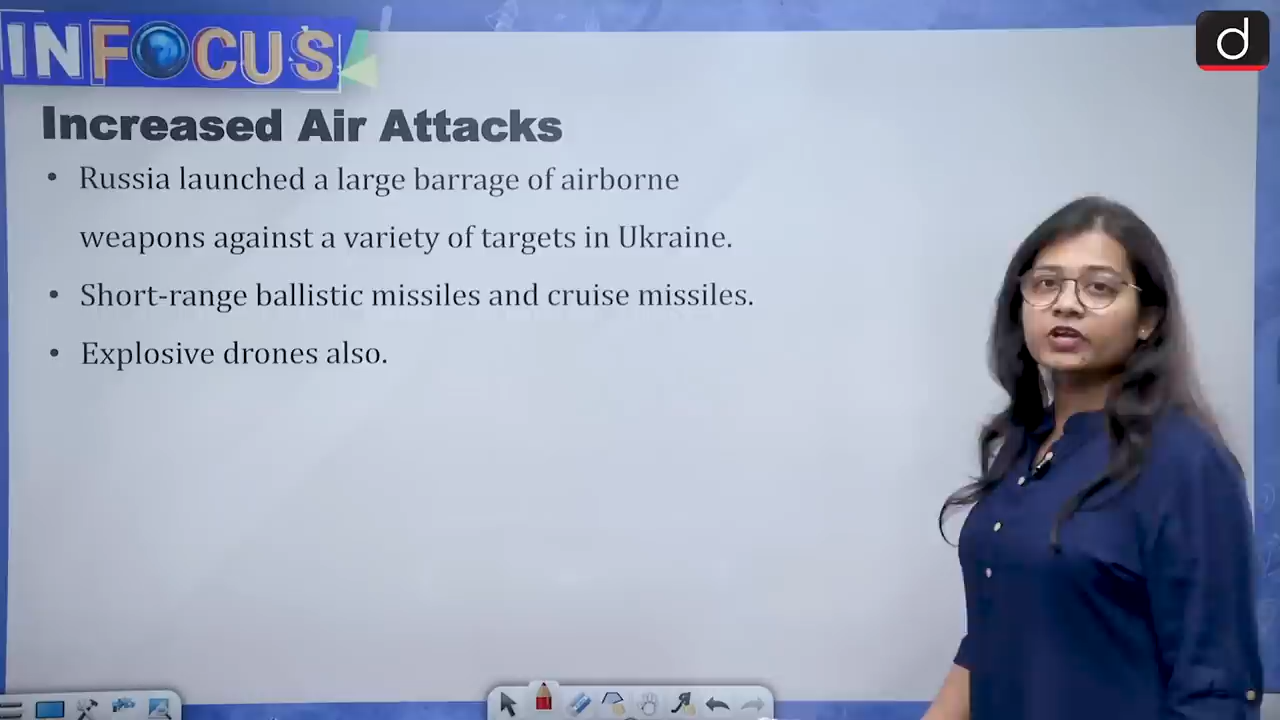 INFOCUS
d
Increased Air Attacks
• Russia launched a large barrage of airborne
weapons against a variety of targets in Ukraine.
• Short-range ballistic missiles and cruise missiles.
• Explosive drones also.